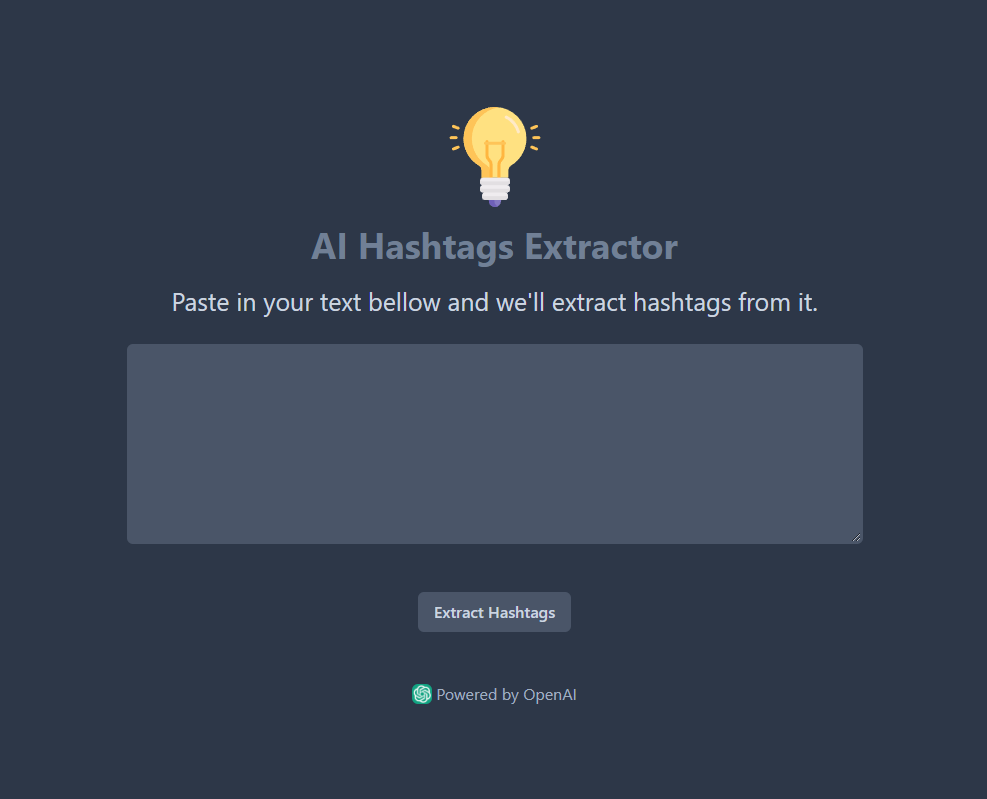 AI Hashtags Extractor
Paste in your text bellow and we'll extract hashtags from it.
Extract Hashtags
Powered by OpenAI